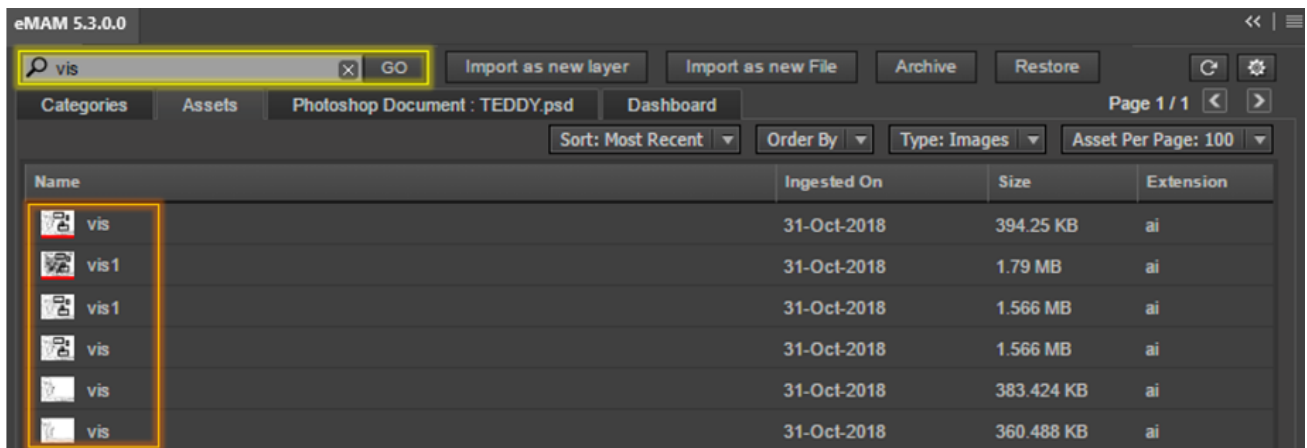 eMAM 5.3.0.0
vis GO Import as new layer Import as new File Archive Restore
Categories Assets Photoshop Document : TEDDY.psd Dashboard Page 1 / 1
Sort: Most Recent Order By Type: Images Asset Per Page: 100
Name Ingested On Size Extension
vis 31-Oct-2018 394.25 KB ai
vis1 31-Oct-2018 1.79 MB ai
vis1 31-Oct-2018 1.566 MB ai
vis 31-Oct-2018 1.566 MB ai
vis 31-Oct-2018 383.424 KB ai
vis 31-Oct-2018 360.488 KB ai